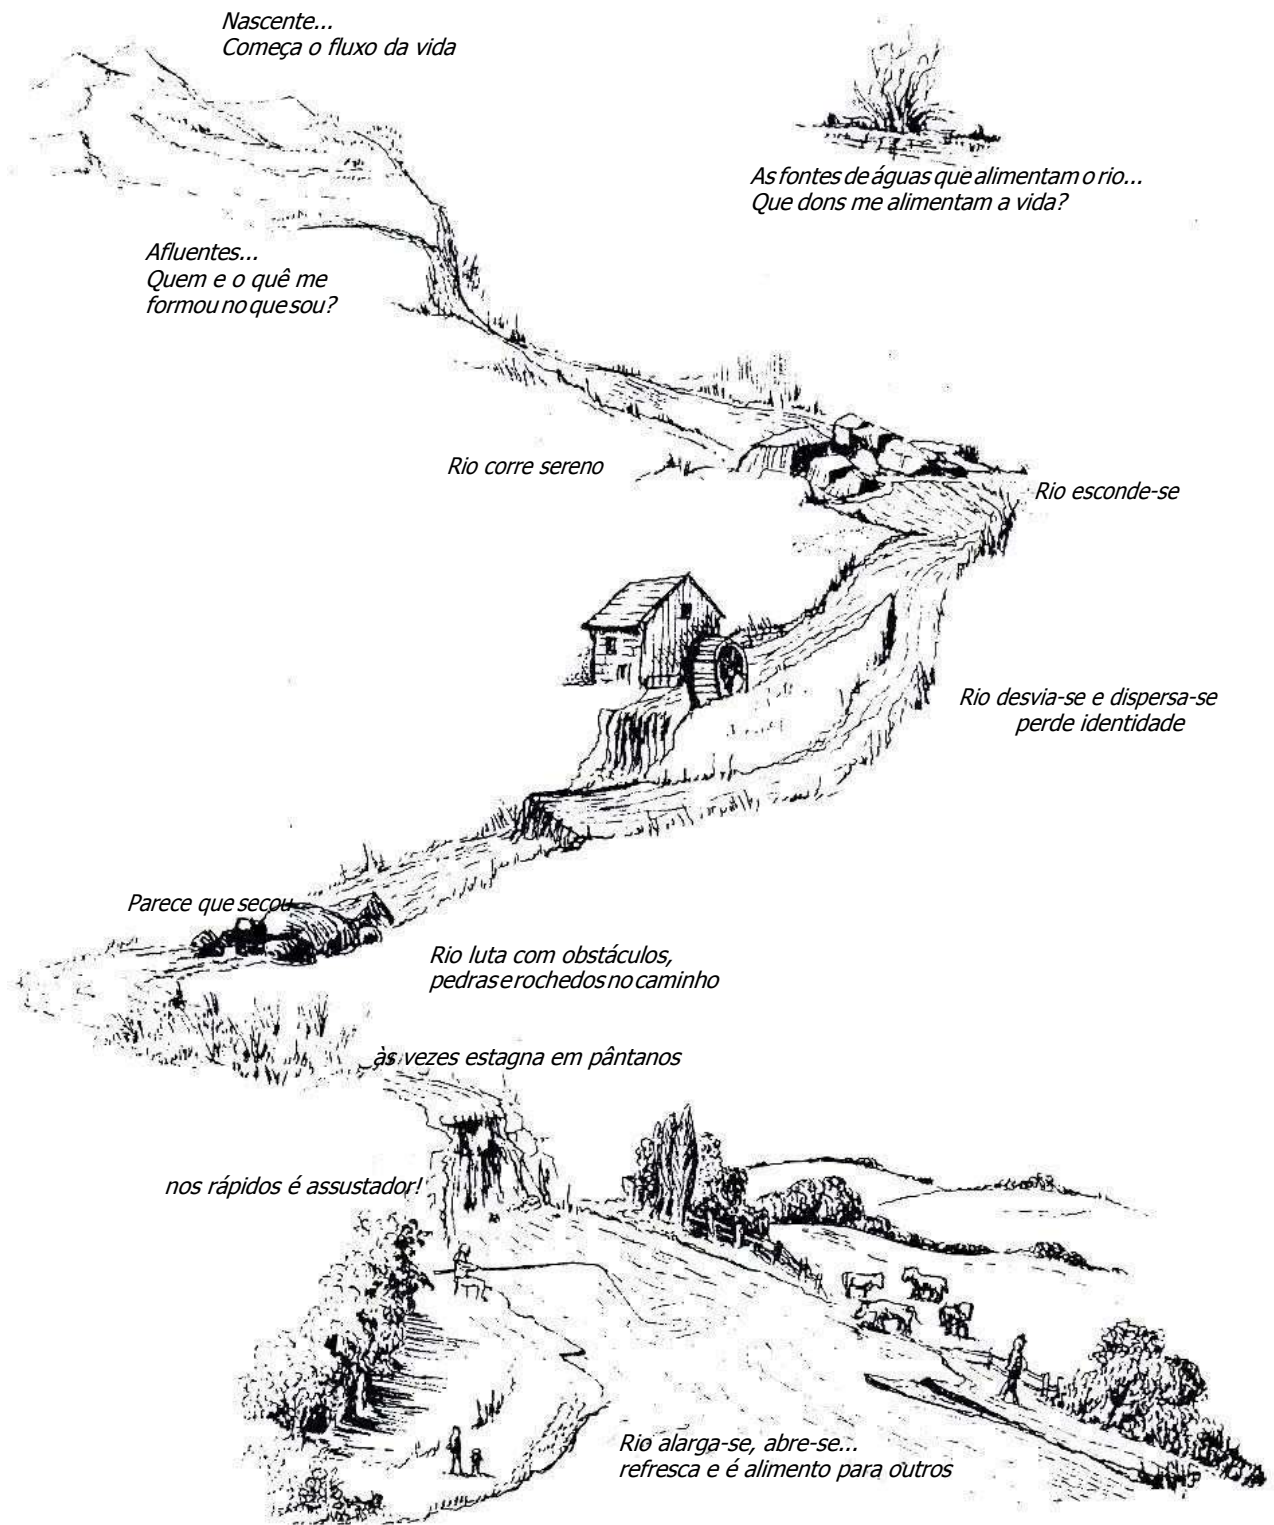 Nascente...
Começa o fluxo da vida
As fontes de águas que alimentam o rio...
Que dons me alimentam a vida?
Afluentes...
Quem e o quê me
formou no que sou?
Rio corre sereno
Rio esconde-se
Rio desvia-se e dispersa-se
perde identidade
Parece que secou
Rio luta com obstáculos,
pedras e rochedos no caminho
às vezes estagna em pântanos
nos rápidos é assustador!
Rio alarga-se, abre-se...
refresca e é alimento para outros